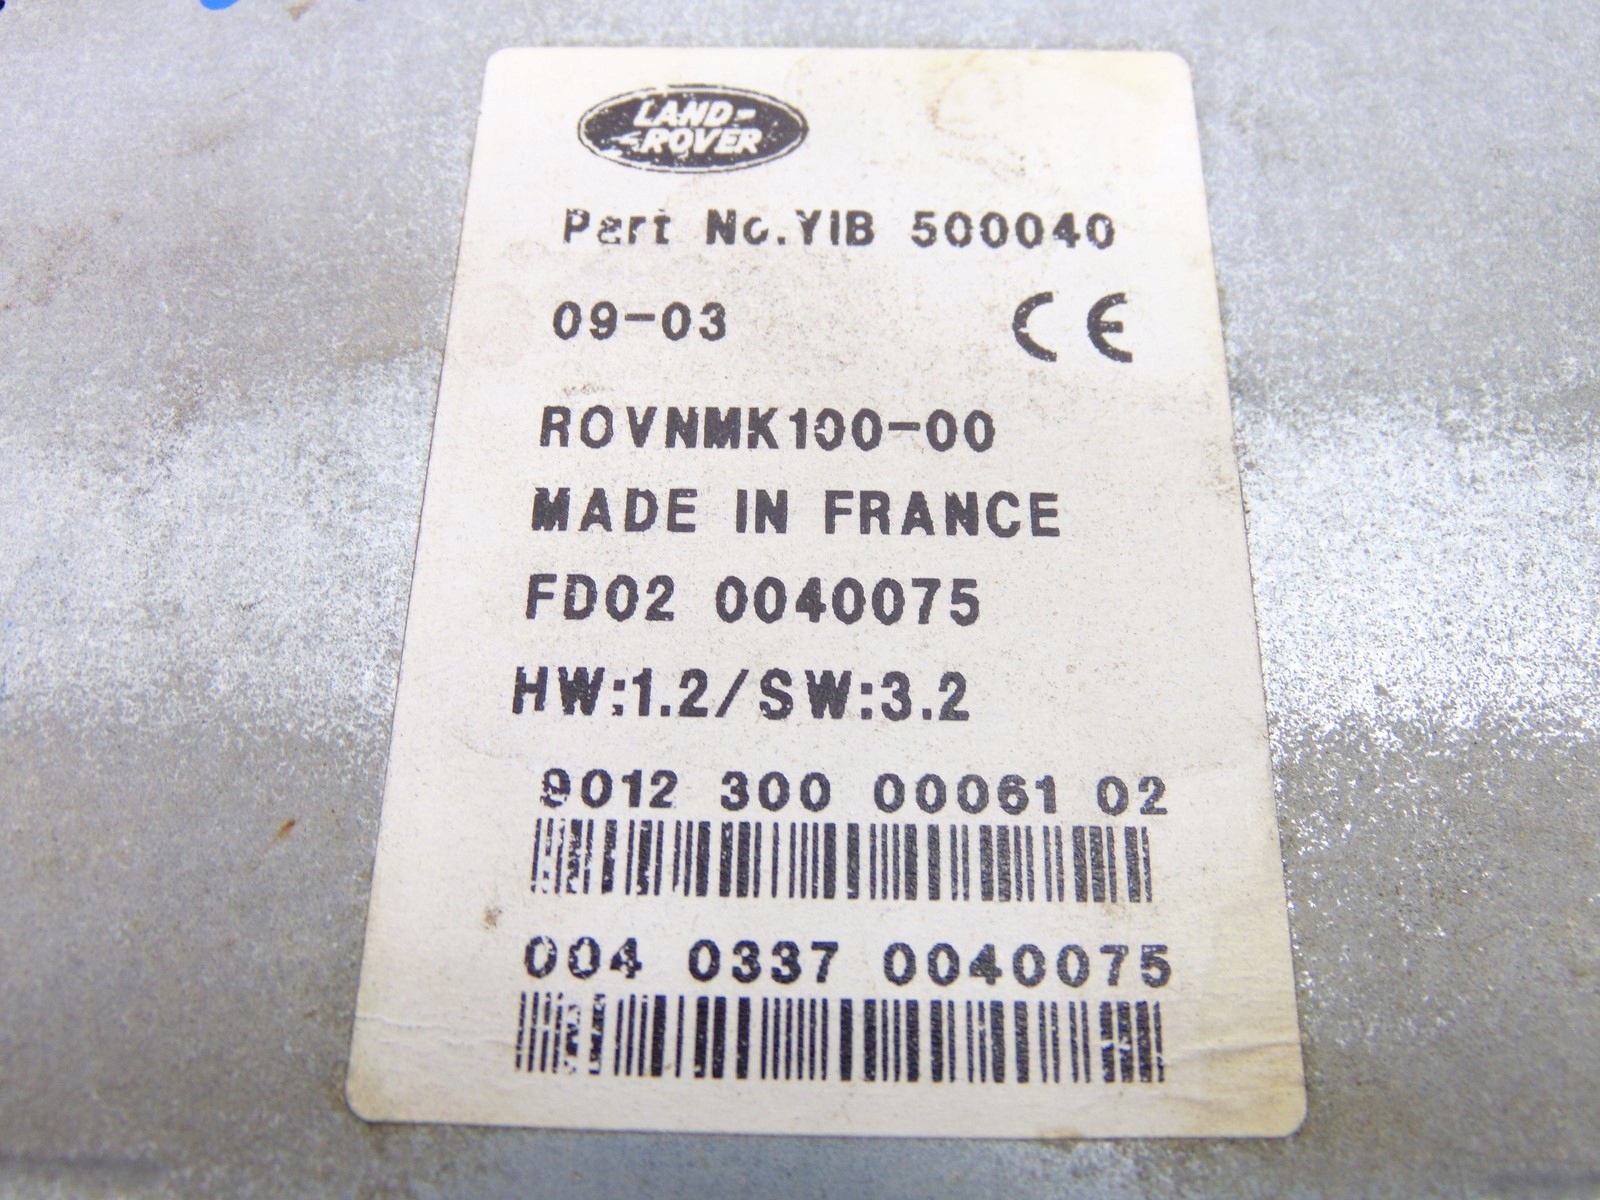 LAND-
ROVER
Part No.YIB 500040
09-03 CE
ROVNMK100-00
MADE IN FRANCE
FD02 0040075
HW:1.2/SW:3.2
9012 300 00061 02
004 0337 0040075